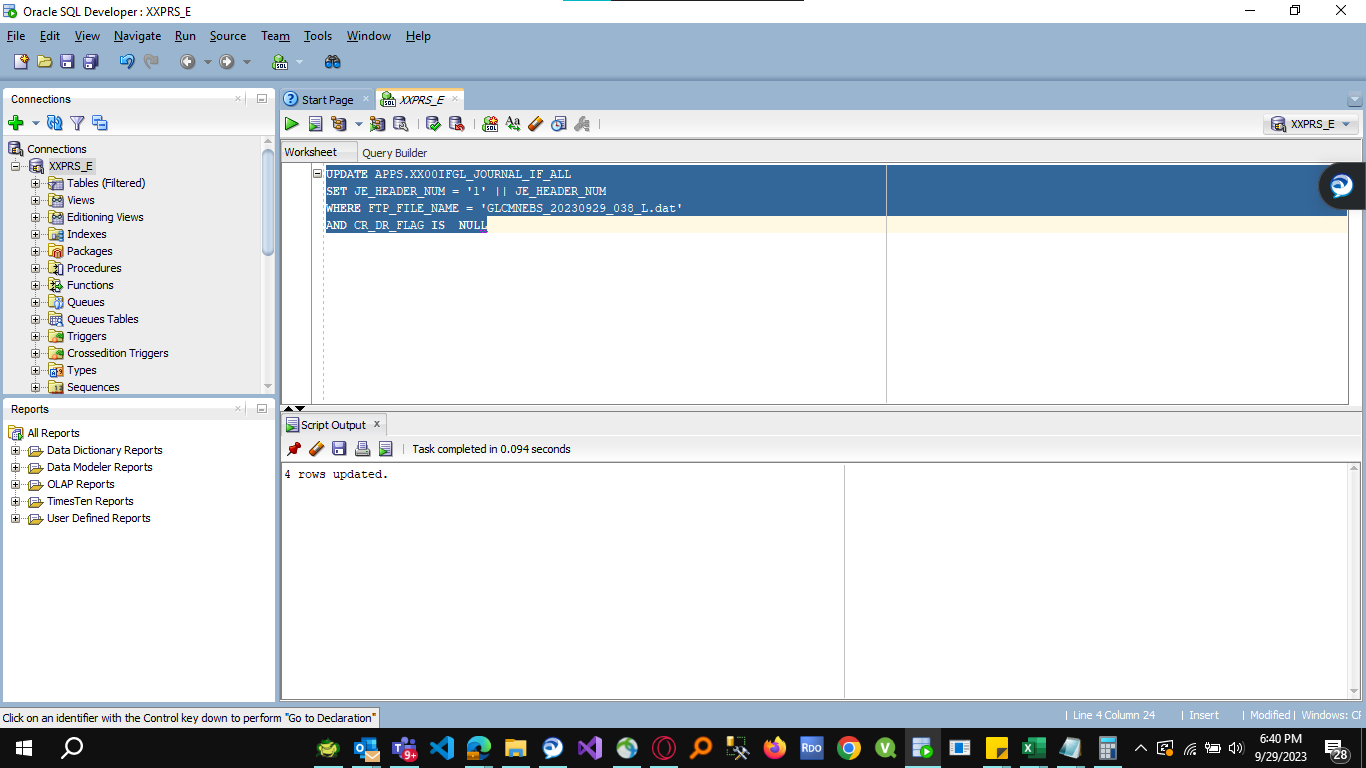 Oracle SQL Developer : XXPRS_E
File Edit View Navigate Run Source Team Tools Window Help
Connections
Connections
XXPRS_E
Tables (Filtered)
Views
Editioning Views
Indexes
Packages
Procedures
Functions
Queues
Queues Tables
Triggers
Crossedition Triggers
Types
Sequences
Reports
All Reports
Data Dictionary Reports
Data Modeler Reports
OLAP Reports
TimesTen Reports
User Defined Reports
Start Page XXPRS_E
XXPRS_E
Worksheet Query Builder
UPDATE APPS.XX00IFGL_JOURNAL_IF_ALL
SET JE_HEADER_NUM = '1' || JE_HEADER_NUM
WHERE FTP_FILE_NAME = 'GLCMNEBS_20230929_038_L.dat'
AND CR_DR_FLAG IS  NULL
Script Output
Task completed in 0.094 seconds
4 rows updated.
Click on an identifier with the Control key down to perform "Go to Declaration"
Line 4 Column 24 Insert Modified Windows: CF
9+
RDO
6:40 PM
9/29/2023
28